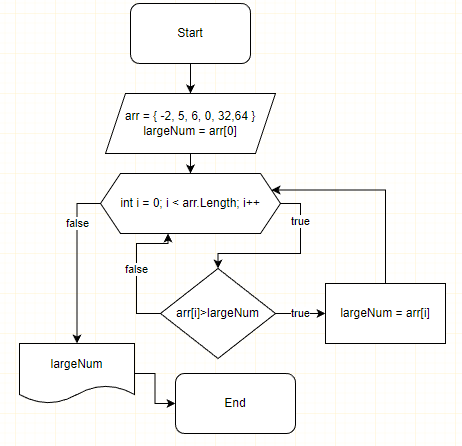 Start
arr = { -2, 5, 6, 0, 32,64 }
largeNum = arr[0]
int i = 0; i < arr.Length; i++
false
true
false
arr[i]>largeNum
true
largeNum = arr[i]
largeNum
End